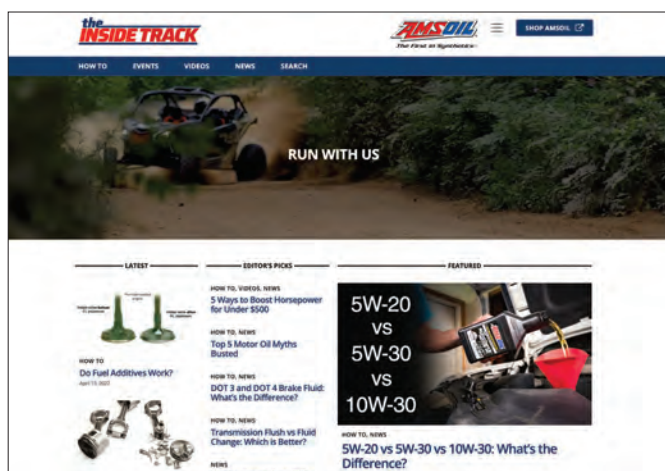 the
INSIDE TRACK
AMSOIL
The First in Synthetics
SHOP AMSOIL
HOW TO EVENTS VIDEOS NEWS SEARCH
RUN WITH US
LATEST
HOW TO
Do Fuel Additives Work?
EDITOR'S PICKS
HOW TO, VIDEOS, NEWS
5 Ways to Boost Horsepower
for Under $500
HOW TO, NEWS
Top 5 Motor Oil Myths
Busted
HOW TO, NEWS
DOT 3 and DOT 4 Brake Fluid:
What's the Difference?
HOW TO, NEWS
Transmission Flush vs Fluid
Change: Which is Better?
NEWS
FEATURED
5W-20
vs
5W-30
vs
10W-30
HOW TO, NEWS
5W-20 vs 5W-30 vs 10W-30: What's the
Difference?